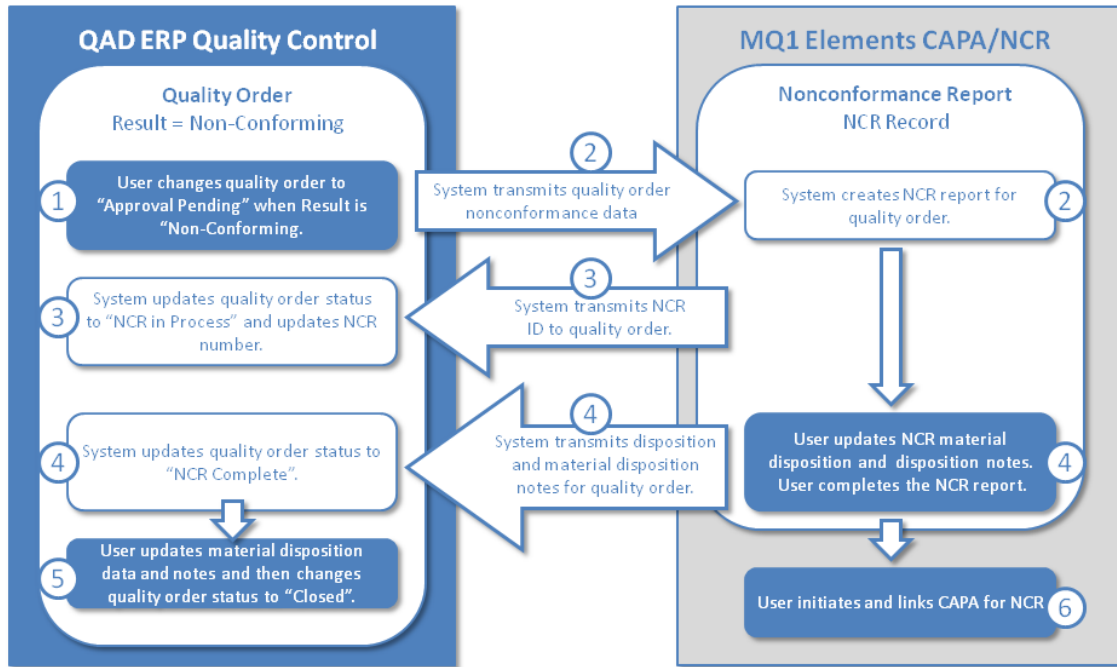 QAD ERP Quality Control
Quality Order
Result = Non-Conforming
1
User changes quality order to
“Approval Pending” when Result is
“Non-Conforming.
3
System updates quality order status
to “NCR in Process” and updates NCR
number.
4
System updates quality order status to
“NCR Complete”.
5
User updates material disposition
data and notes and then changes
quality order status to “Closed”.
2
System transmits quality order
nonconformance data
3
System transmits NCR
ID to quality order.
4
System transmits disposition
and material disposition
notes for quality order.
MQ1 Elements CAPA/NCR
Nonconformance Report
NCR Record
System creates NCR report for
quality order.
2
User updates NCR material
disposition and disposition notes.
User completes the NCR report.
4
User initiates and links CAPA for NCR
6